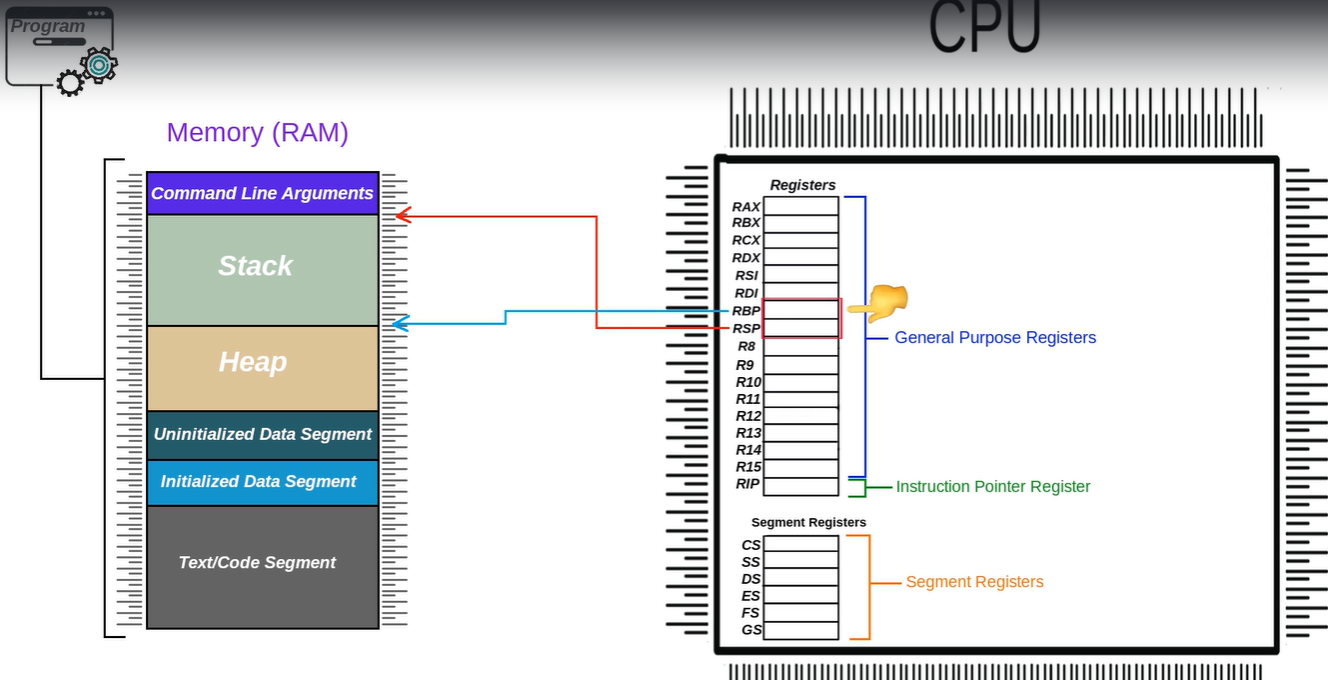 Program
CPU
Memory (RAM)
Command Line Arguments
Stack
Heap
Uninitialized Data Segment
Initialized Data Segment
Text/Code Segment
Registers
RAX
RBX
RCX
RDX
RSI
RDI
RBP
RSP
R8
R9
R10
R11
R12
R13
R14
R15
RIP
General Purpose Registers
Instruction Pointer Register
Segment Registers
CS
SS
DS
ES
FS
GS
Segment Registers